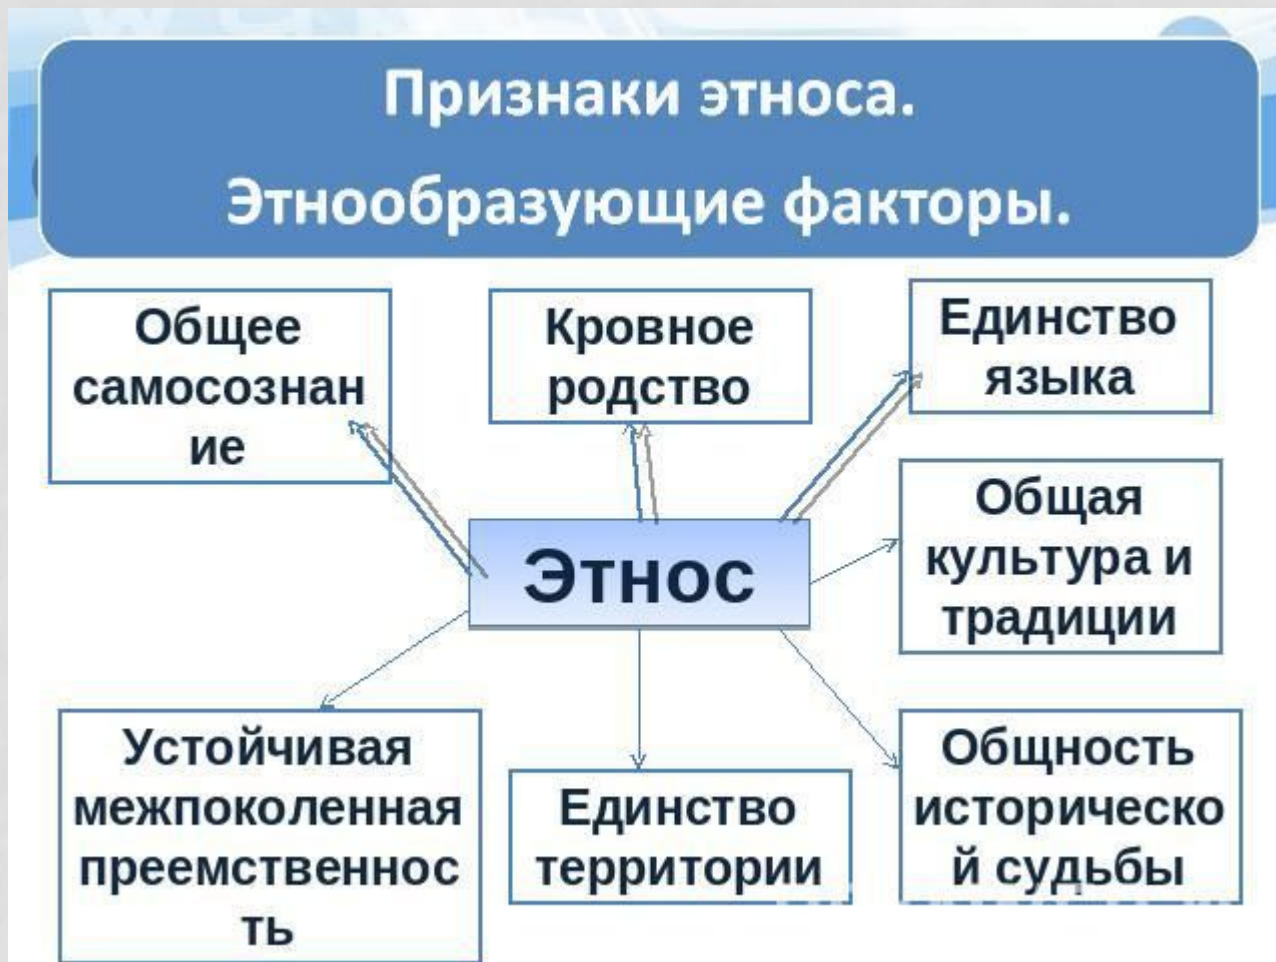 Признаки этноса.
Этнообразующие факторы.
Общее
самосознан
ие
Кровное
родство
Единство
языка
Этнос
Общая
культура и
традиции
Устойчивая
межпоколенная
преемственнос
ть
Единство
территории
Общность
историческо
й судьбы